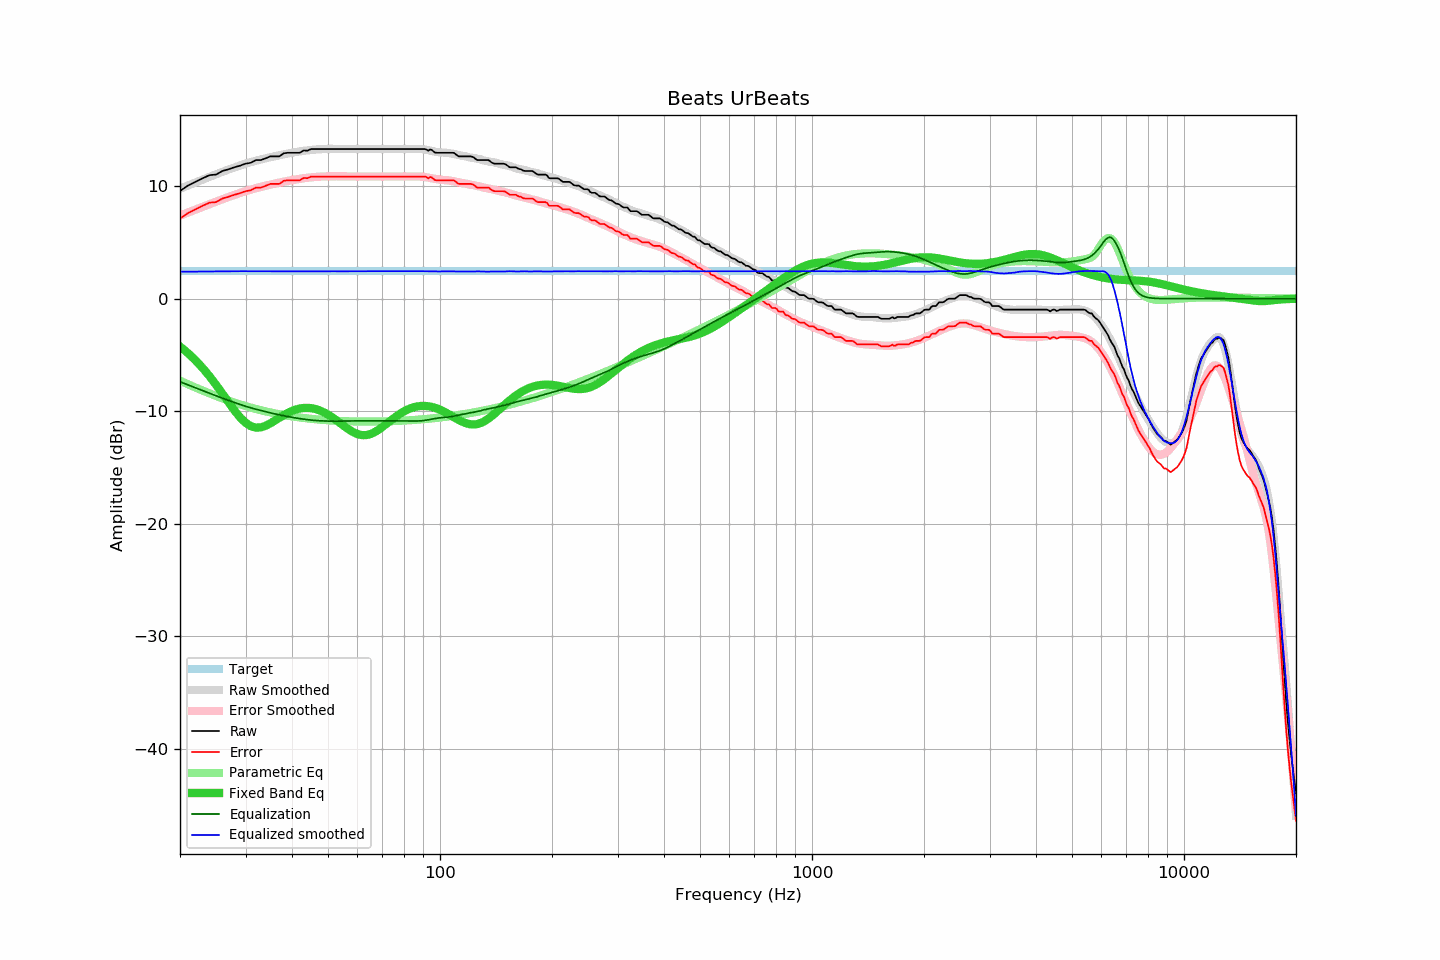 Beats UrBeats
10
0
−10
−20
−30
−40
Amplitude (dBr)
Target
Raw Smoothed
Error Smoothed
Raw
Error
Parametric Eq
Fixed Band Eq
Equalization
Equalized smoothed
100 1000 10000
Frequency (Hz)